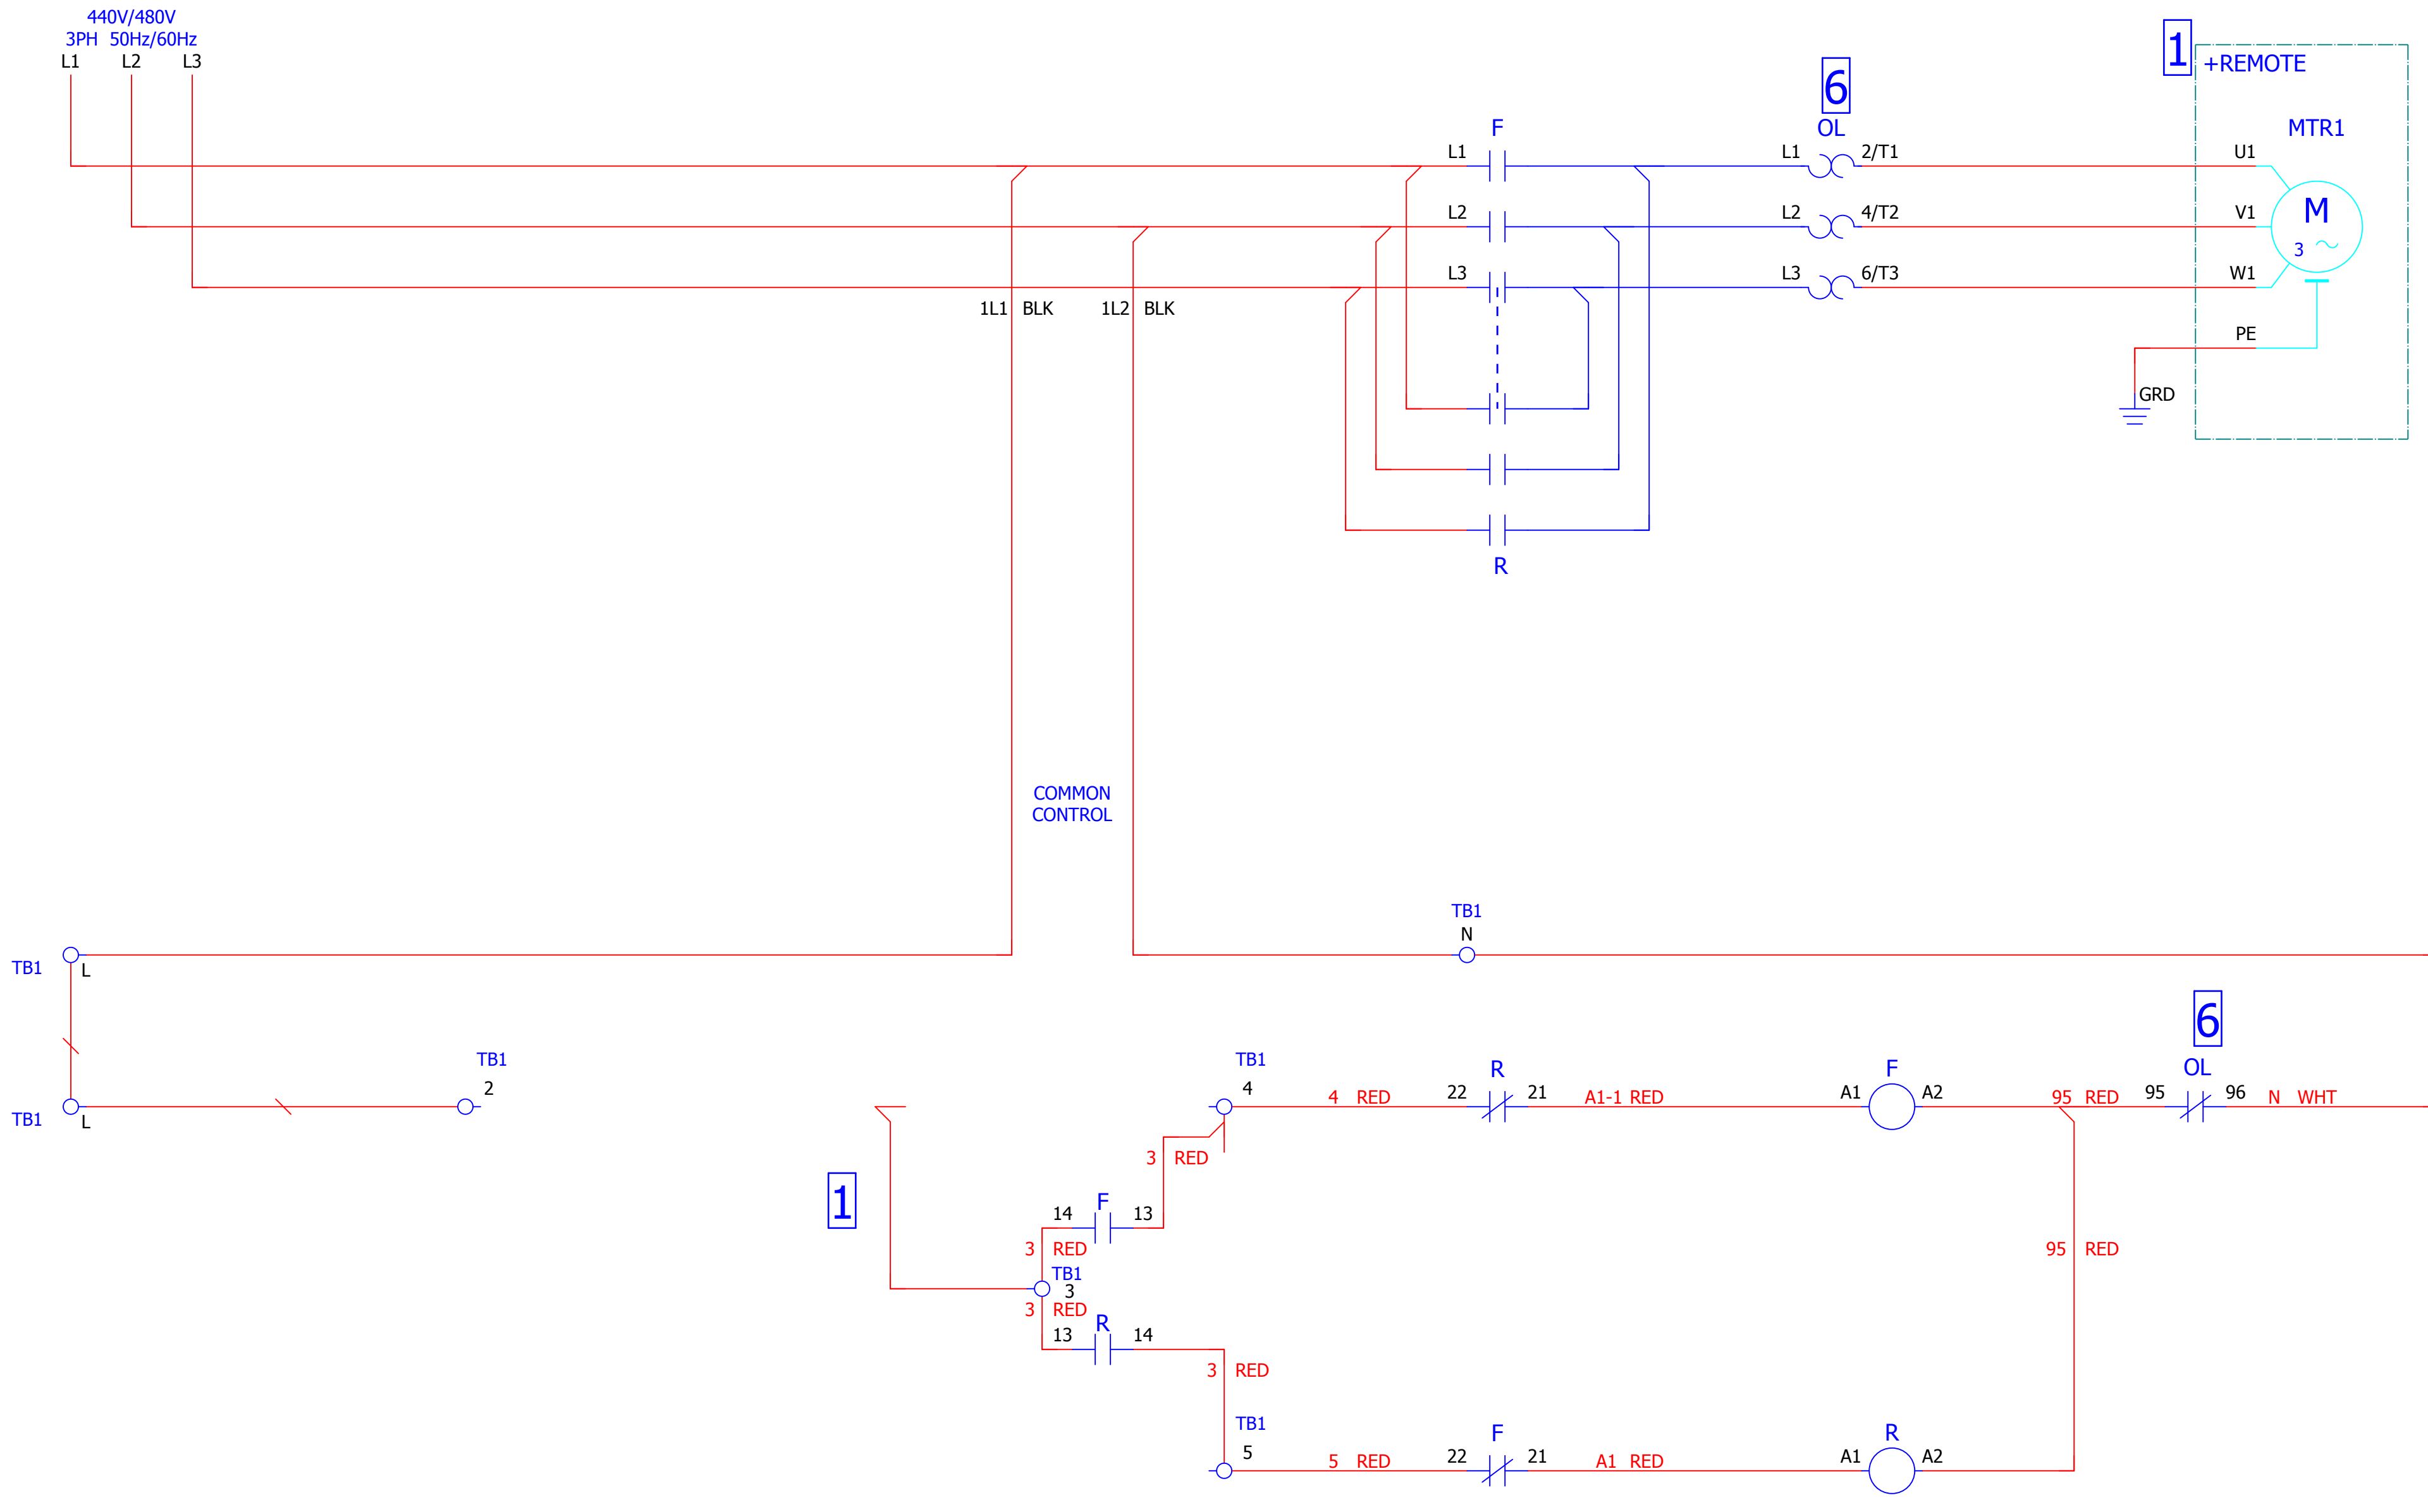 440V/480V
3PH 50Hz/60Hz
L1 L2 L3
6
1
+REMOTE
F
OL
MTR1
L1
L1
2/T1
U1
L2
L2
4/T2
V1
M
3
L3
L3
6/T3
W1
1L1 BLK
1L2 BLK
PE
GRD
R
COMMON
CONTROL
TB1
N
TB1
L
6
TB1
2
TB1
4
R
F
OL
4 RED
22
21
A1-1 RED
A1
A2
95 RED
95
96
N WHT
TB1
L
3 RED
1
F
14
13
3 RED
95 RED
TB1
3
3 RED
R
13
14
3 RED
TB1
5
F
R
5 RED
22
21
A1 RED
A1
A2